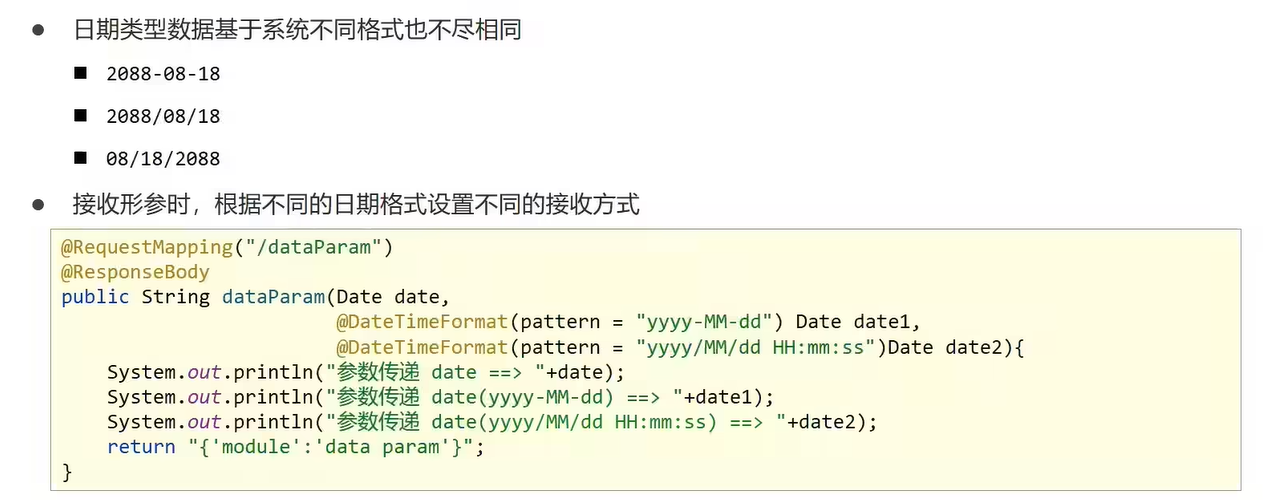 ● 日期类型数据基于系统不同格式也不尽相同
■ 2088-08-18
■ 2088/08/18
■ 08/18/2088
● 接收形参时，根据不同的日期格式设置不同的接收方式
@RequestMapping("/dataParam")
@ResponseBody
public String dataParam(Date date,
                        @DateTimeFormat(pattern = "yyyy-MM-dd") Date date1,
                        @DateTimeFormat(pattern = "yyyy/MM/dd HH:mm:ss")Date date2){
    System.out.println("参数传递 date ==> "+date);
    System.out.println("参数传递 date(yyyy-MM-dd) ==> "+date1);
    System.out.println("参数传递 date(yyyy/MM/dd HH:mm:ss) ==> "+date2);
    return "{'module':'data param'}";
}